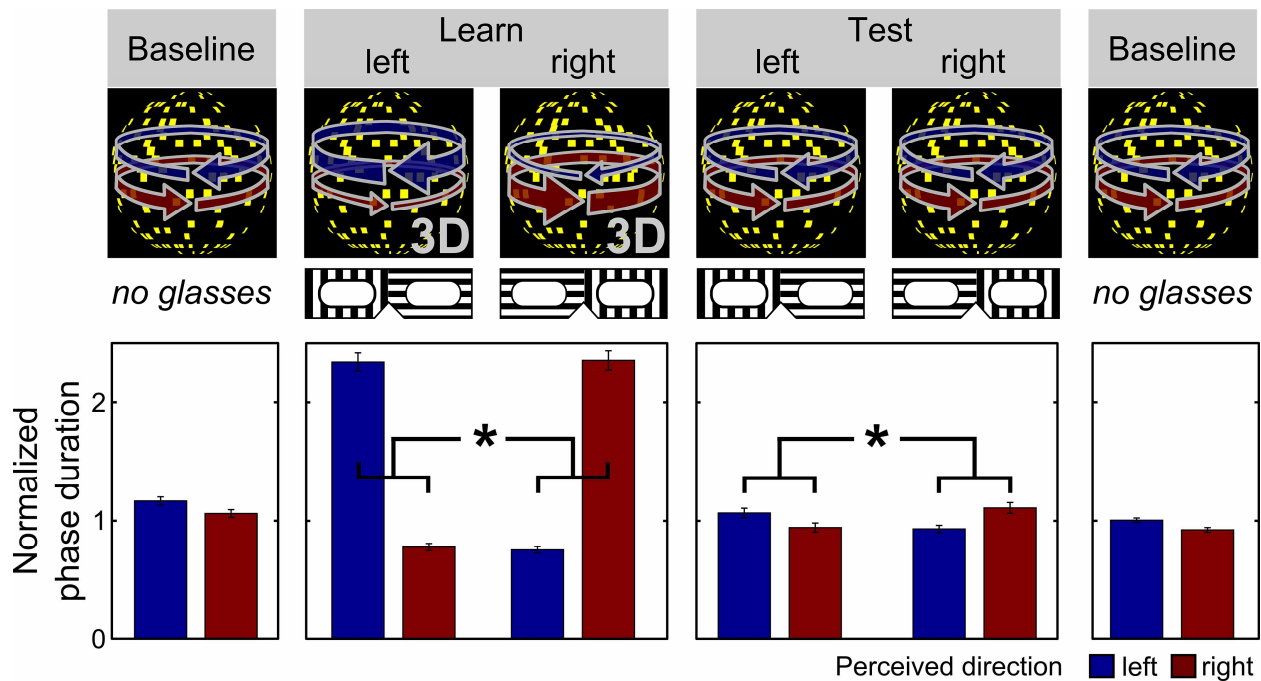 Baseline
Learn
left right
Test
left right
Baseline
3D
3D
no glasses
no glasses
Normalized
phase duration
2
1
0
*
*
Perceived direction left right